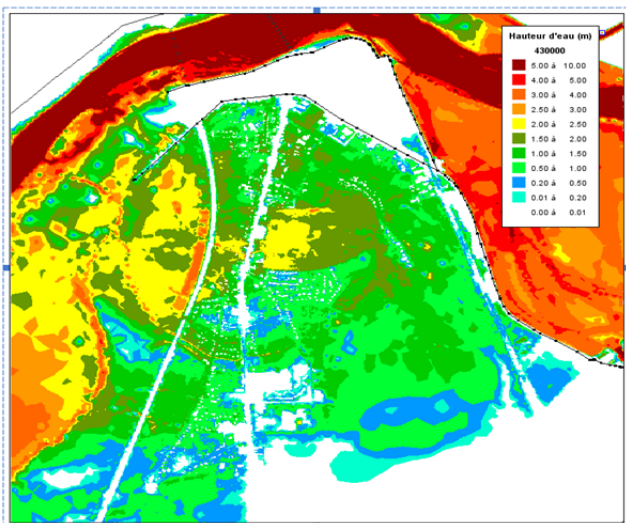 Hauteur d'eau (m)
430000
5.00 à 10.00
4.00 à 5.00
3.00 à 4.00
2.50 à 3.00
2.00 à 2.50
1.50 à 2.00
1.00 à 1.50
0.50 à 1.00
0.20 à 0.50
0.01 à 0.20
0.00 à 0.01